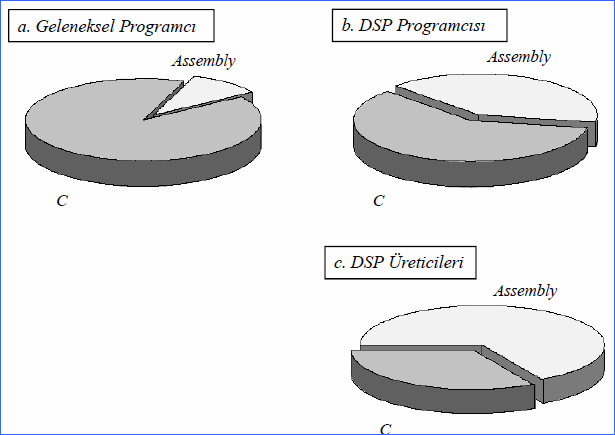 a. Geleneksel Programcı
b. DSP Programcısı
Assembly
Assembly
C
C
c. DSP Üreticileri
Assembly
C